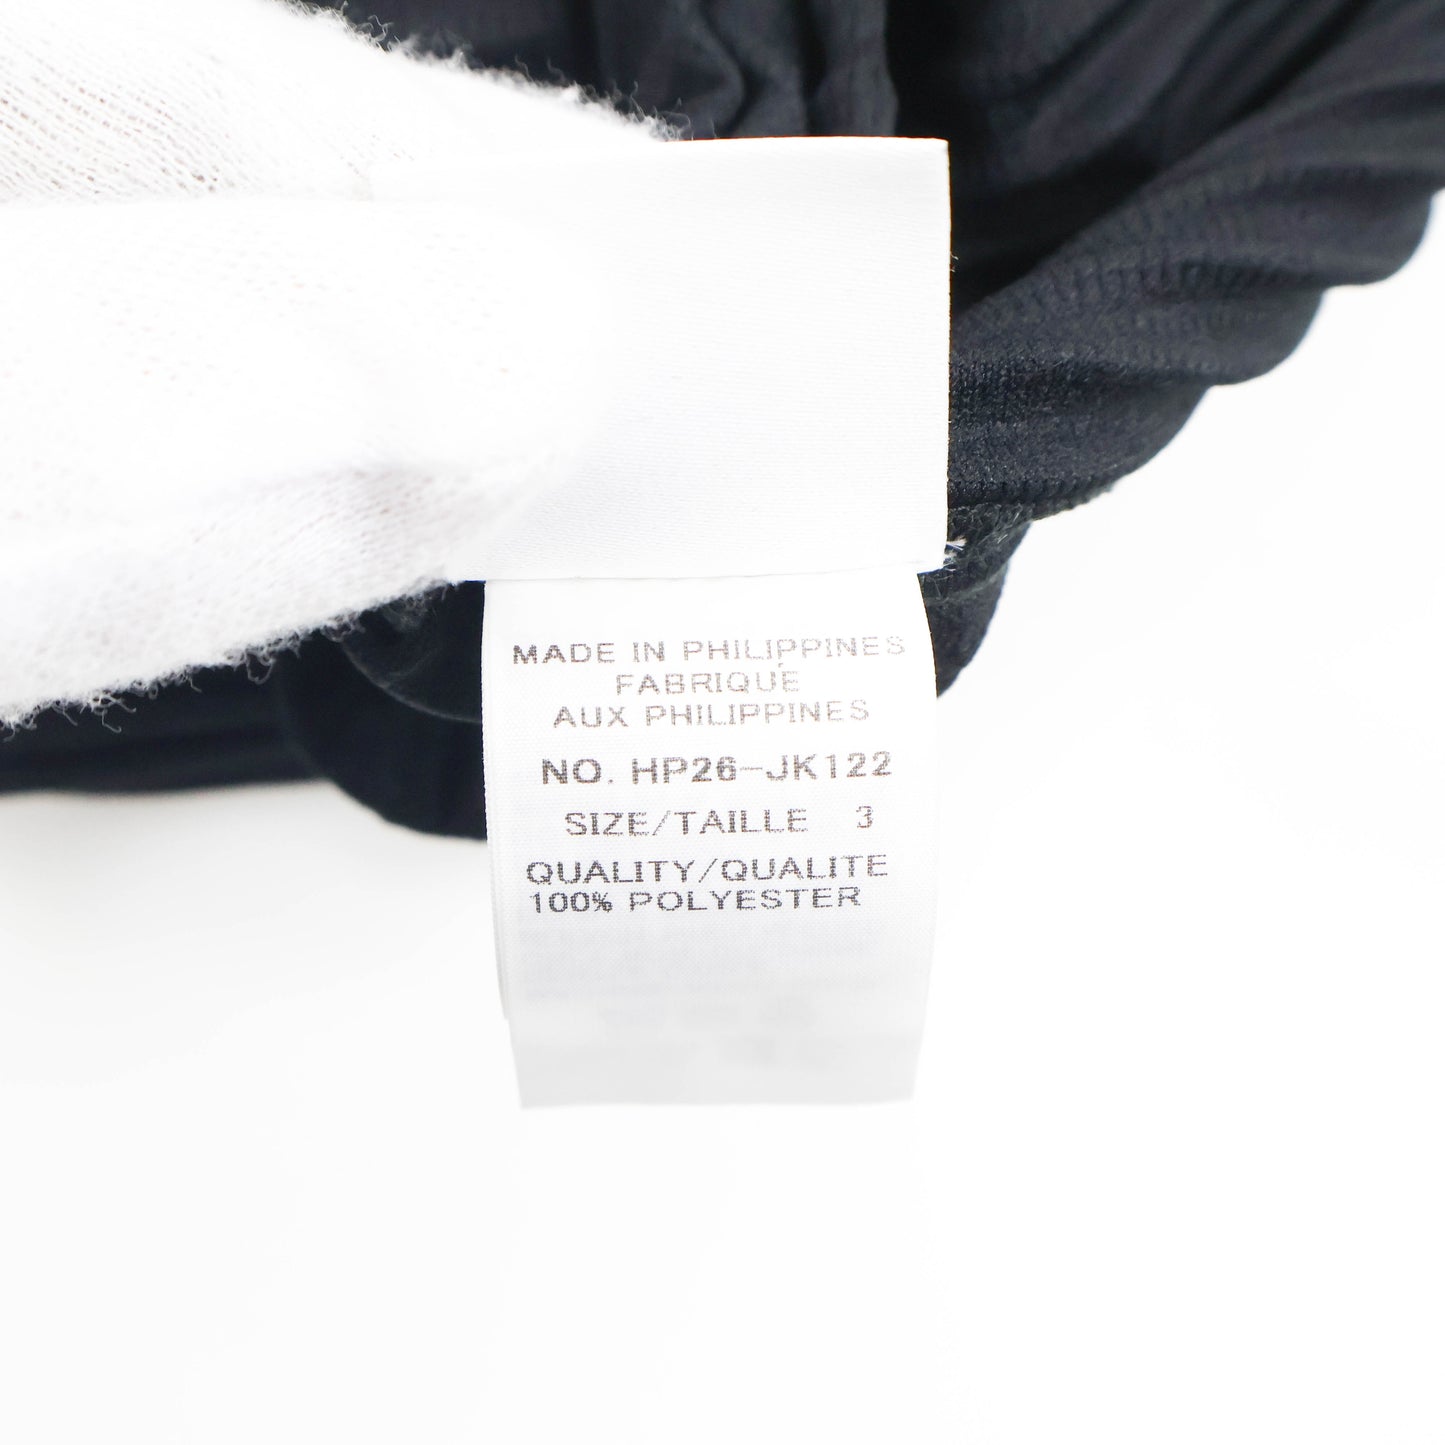 MADE IN PHILIPPINES
FABRIQUÉ
AUX PHILIPPINES
NO. HP26-JK122
SIZE/TAILLE 3
QUALITY/QUALITE
100% POLYESTER